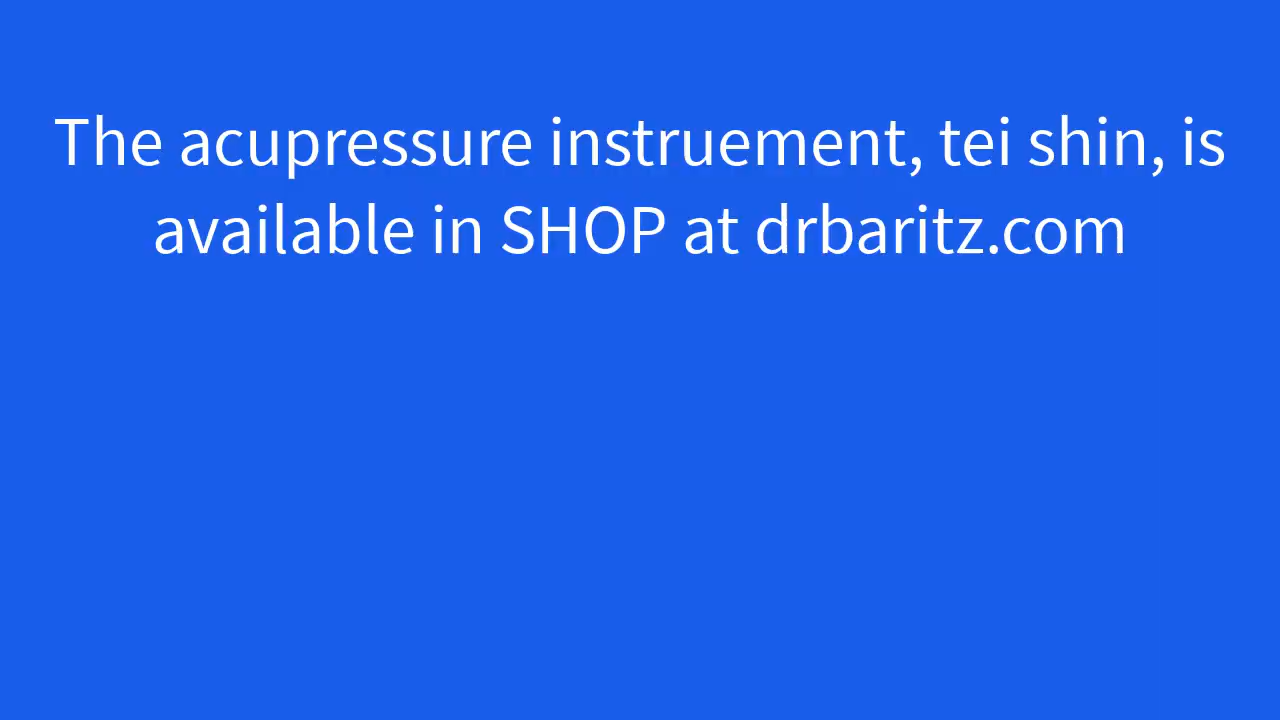 The acupressure instruement, tei shin, is
available in SHOP at drbaritz.com